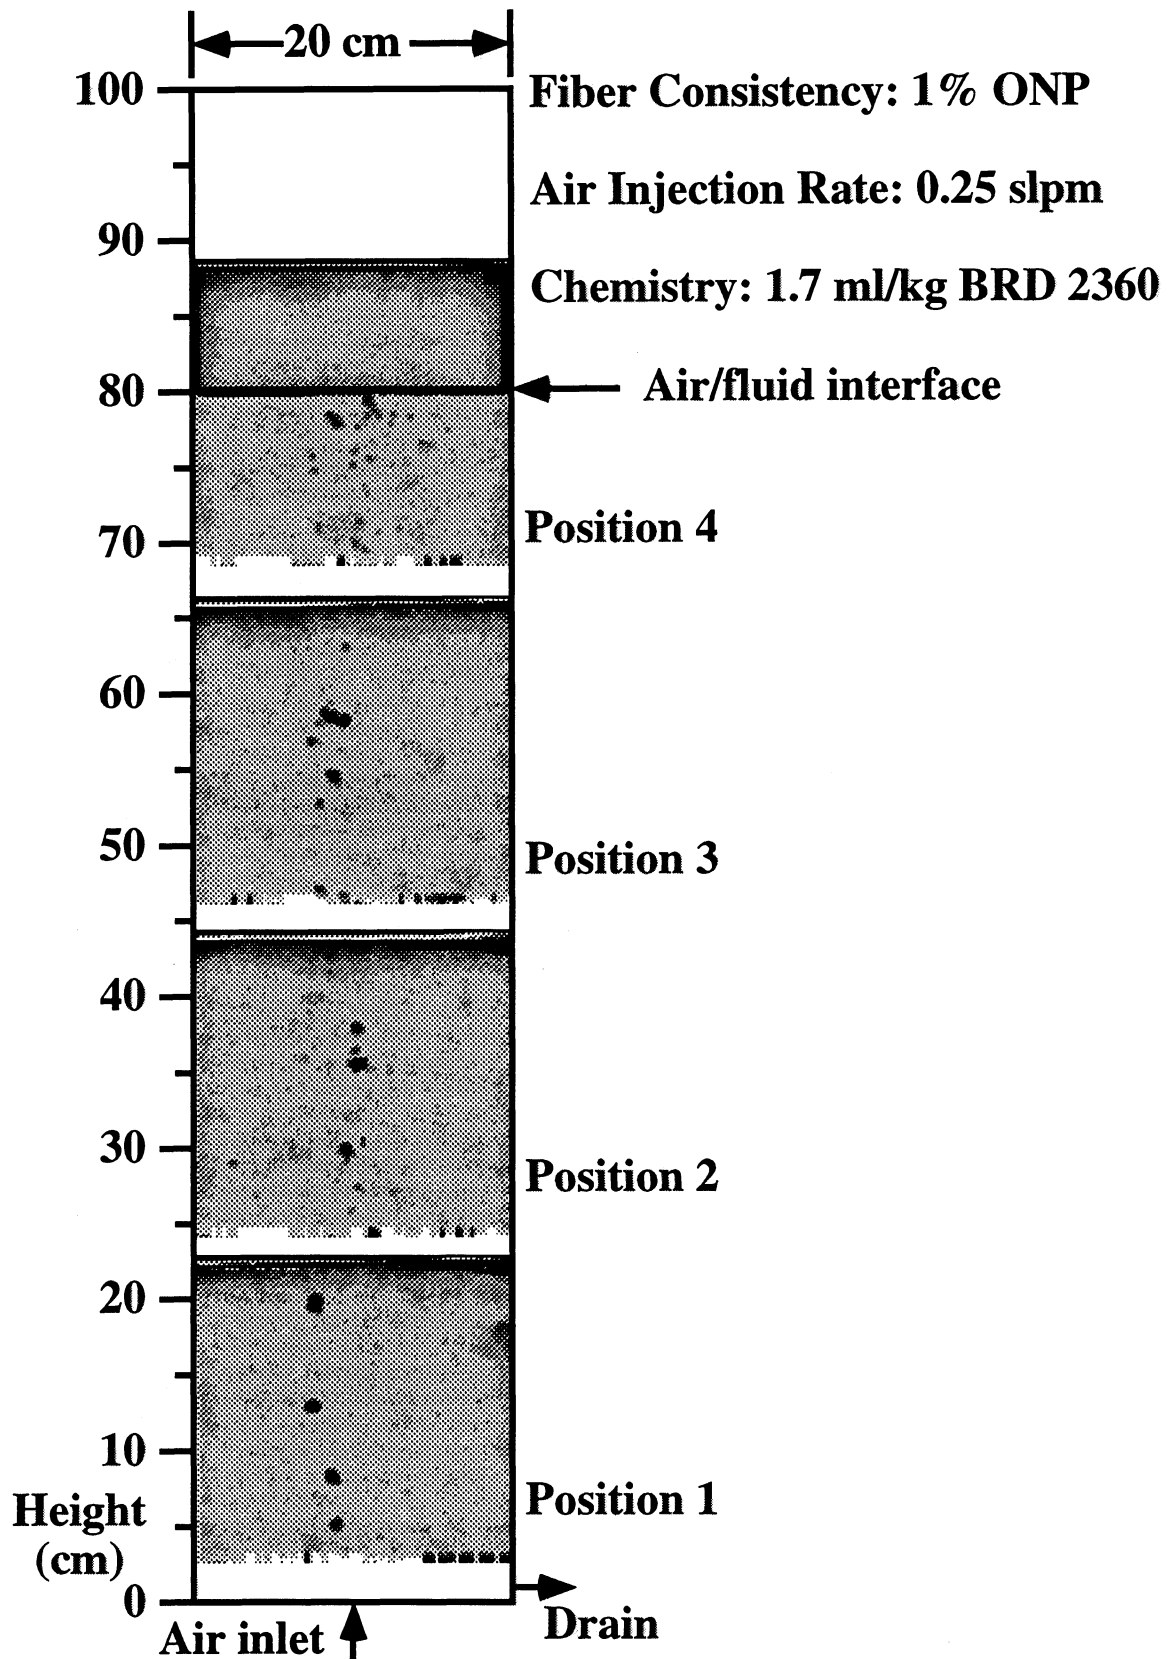 20 cm
100
Fiber Consistency: 1% ONP
Air Injection Rate: 0.25 slpm
90
Chemistry: 1.7 ml/kg BRD 2360
80
Air/fluid interface
70
Position 4
60
50
Position 3
40
30
Position 2
20
10
Position 1
Height
(cm)
0
Drain
Air inlet